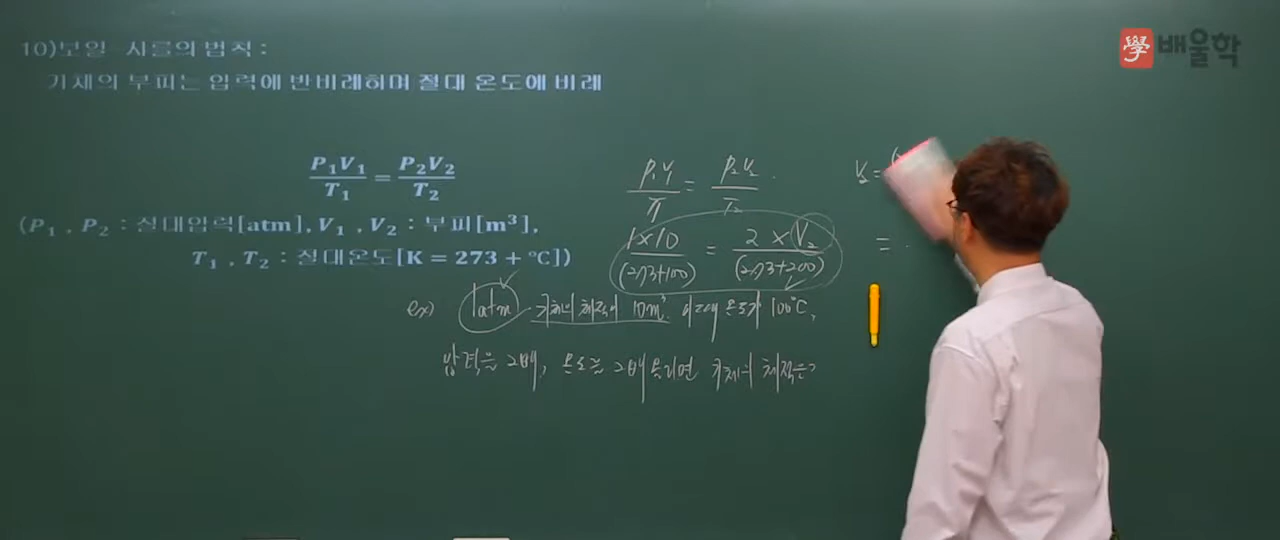 10)보일-샤를의 법칙 :
기체의 부피는 압력에 반비례하며 절대 온도에 비례
P₁V₁/T₁ = P₂V₂/T₂
(P₁ , P₂ : 절대압력[atm], V₁ , V₂ : 부피[m³],
T₁ , T₂ : 절대온도[K = 273 + ℃])
P₁V₁/T₁ = P₂V₂/T₂
1×10/(273+100) = 2×V₂/(273+200)
ex) 1atm 기체의 체적이 10m³. 이때 온도가 100℃,
압력을 2배, 온도를 2배 올리면 기체의 체적은?
V₂=
=
學 배울학